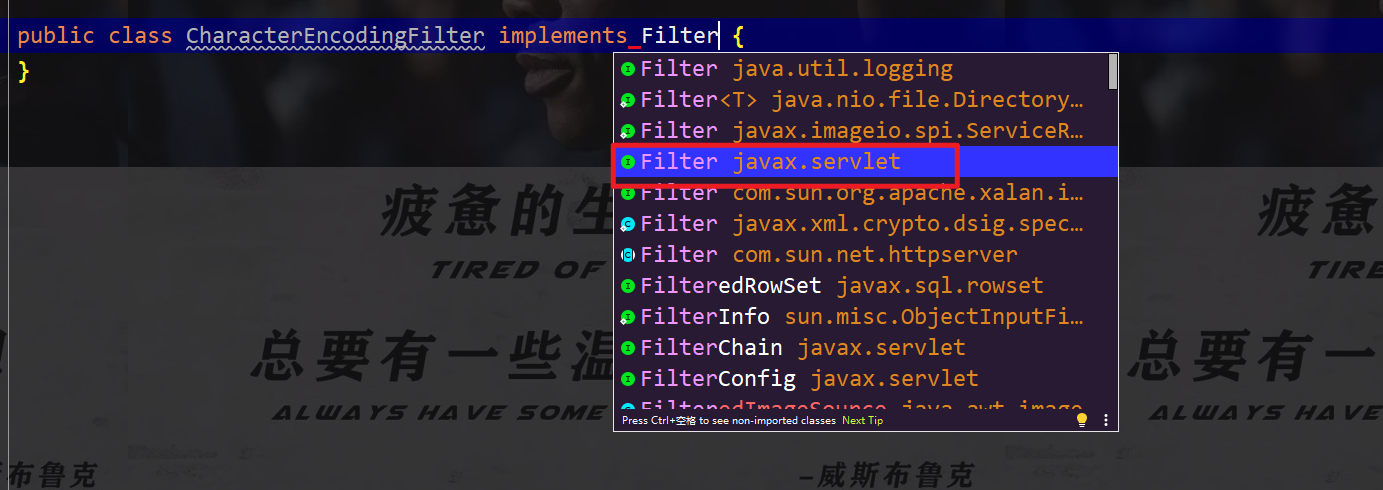 public class CharacterEncodingFilter implements Filter {
}
Filter java.util.logging
Filter<T> java.nio.file.Directory…
Filter javax.imageio.spi.ServiceR…
Filter javax.servlet
Filter com.sun.org.apache.xalan.i…
Filter javax.xml.crypto.dsig.spec…
Filter com.sun.net.httpserver
FilteredRowSet javax.sql.rowset
FilterInfo sun.misc.ObjectInputFi…
FilterChain javax.servlet
FilterConfig javax.servlet
FilteredImageSource java.awt.image
Press Ctrl+空格 to see non-imported classes Next Tip
疲惫的生
疲惫
TIRED OF
TIRED
总要有一些温
总要有一
ALWAYS HAVE SOME
ALWAYS HAVE
布鲁克
–威斯布鲁克